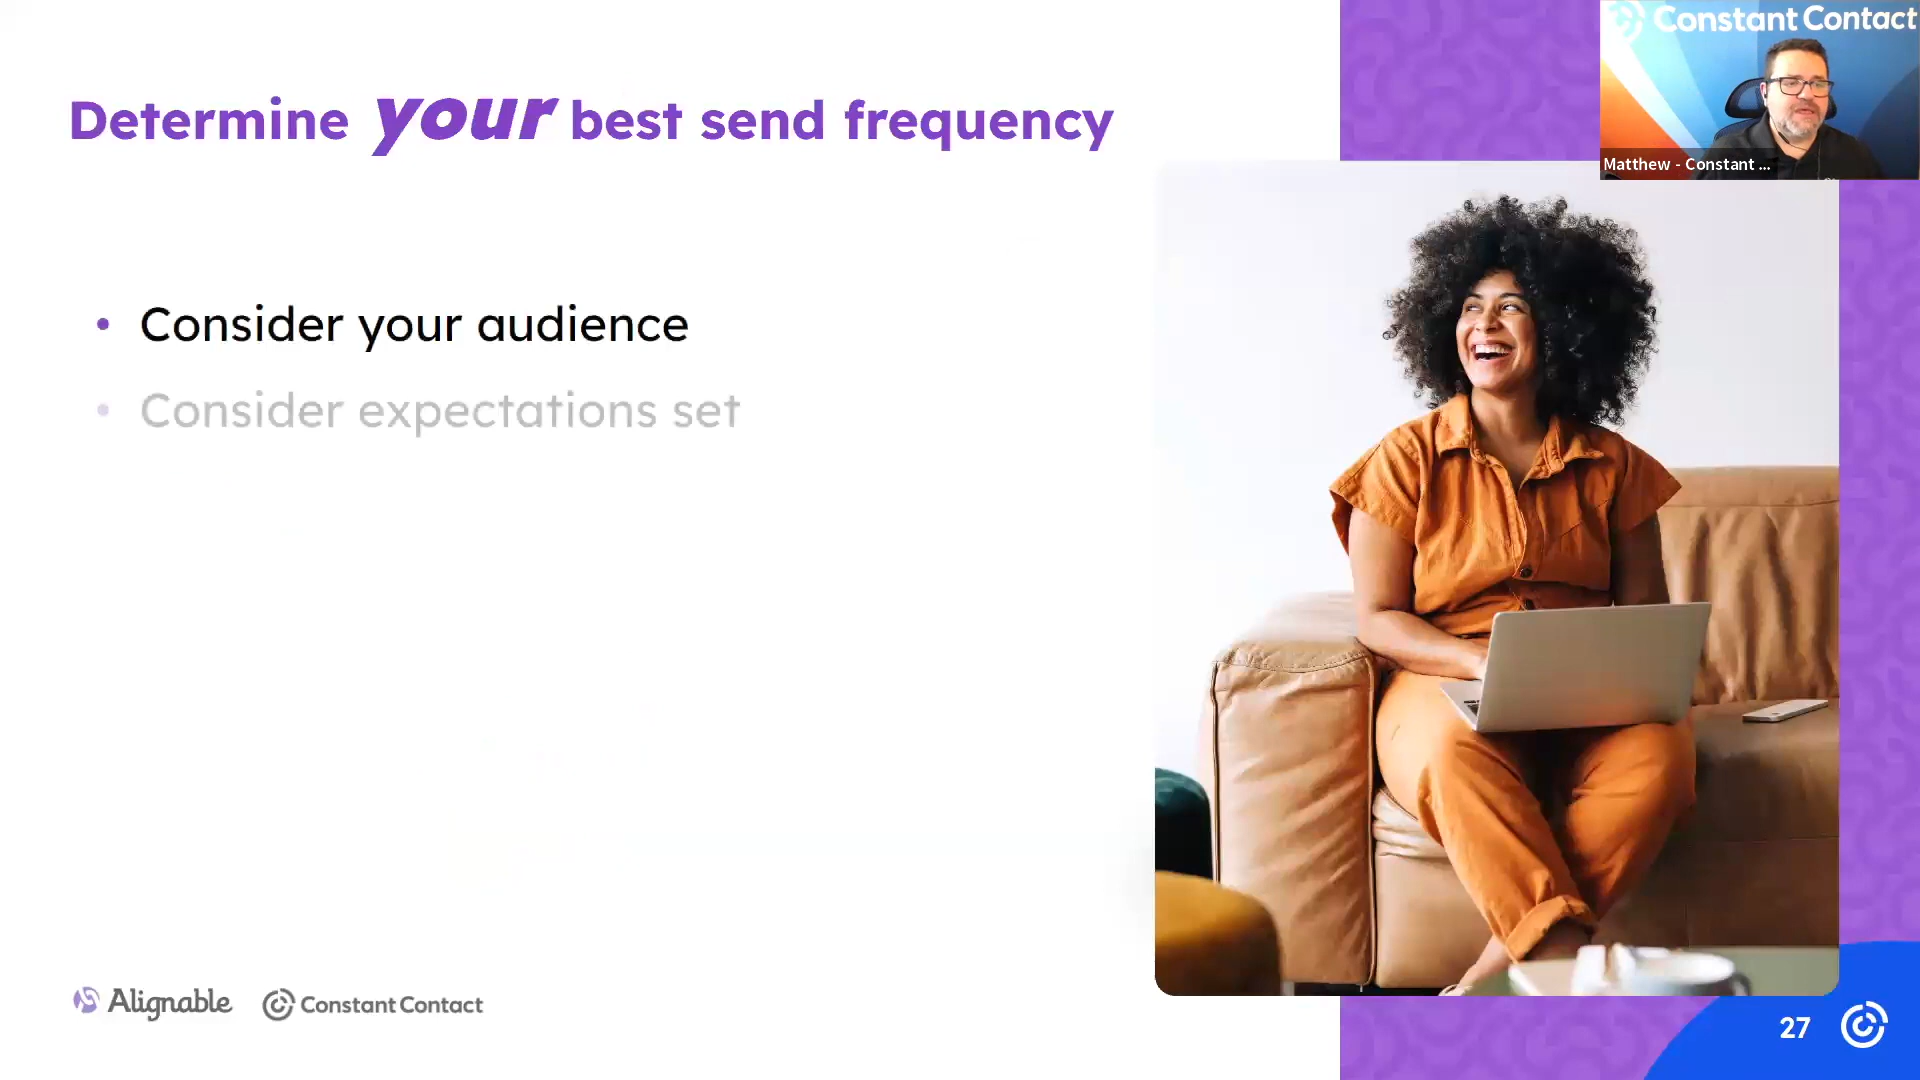 Constant Contact
Matthew - Constant ...
Determine your best send frequency
• Consider your audience
• Consider expectations set
Alignable Constant Contact
27